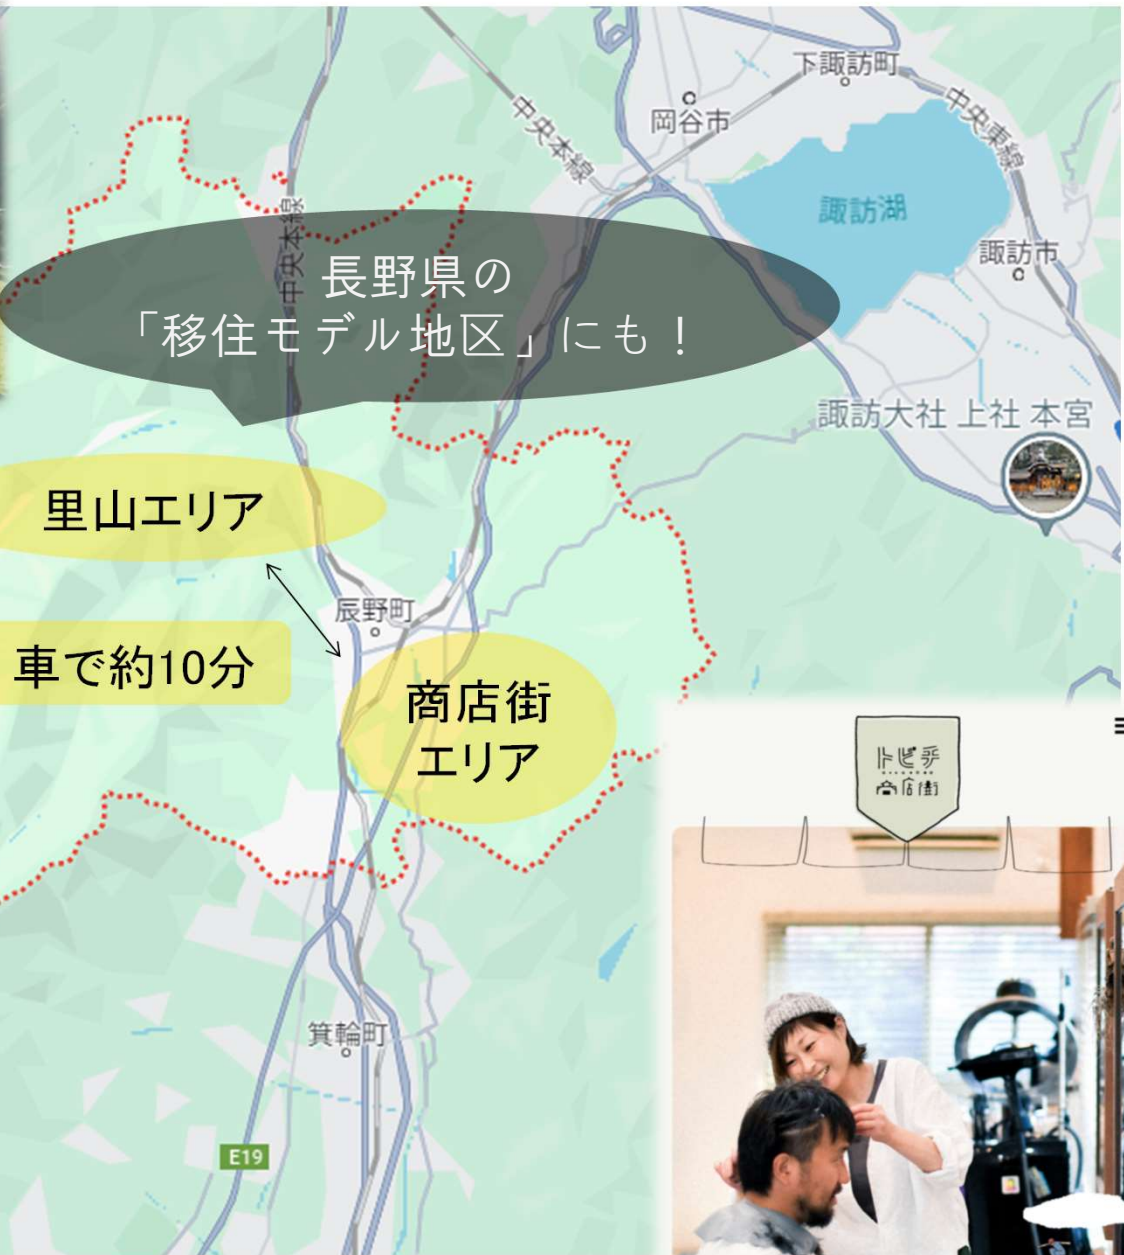 下諏訪町
岡谷市
中央本線
中央東線
諏訪湖
諏訪市
中央本線
長野県の
「移住モデル地区」にも！
諏訪大社 上社 本宮
里山エリア
辰野町
車で約10分
商店街
エリア
トビチ
商店街
箕輪町
E19